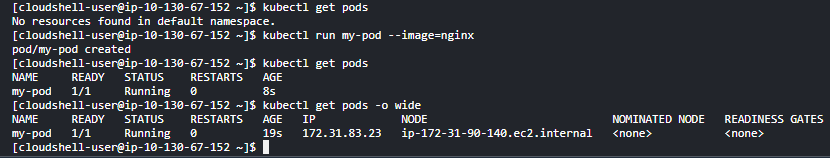 [cloudshell-user@ip-10-130-67-152 ~]$ kubectl get pods
No resources found in default namespace.
[cloudshell-user@ip-10-130-67-152 ~]$ kubectl run my-pod --image=nginx
pod/my-pod created
[cloudshell-user@ip-10-130-67-152 ~]$ kubectl get pods
NAME     READY   STATUS    RESTARTS   AGE
my-pod   1/1     Running   0          8s
[cloudshell-user@ip-10-130-67-152 ~]$ kubectl get pods -o wide
NAME     READY   STATUS    RESTARTS   AGE   IP             NODE                           NOMINATED NODE   READINESS GATES
my-pod   1/1     Running   0          19s   172.31.83.23   ip-172-31-90-140.ec2.internal   <none>           <none>
[cloudshell-user@ip-10-130-67-152 ~]$